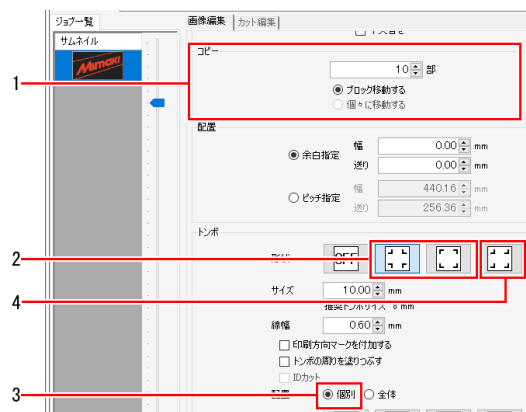 ジョブ一覧
画像編集 カット編集
サムネイル
Mimaki
コピー
1
10 部
ブロック移動する
個々に移動する
配置
余白指定 幅 0.00 mm
送り 0.00 mm
ピッチ指定 幅 440.16 mm
送り 256.36 mm
トンボ
2
OFF
4
サイズ 10.00 mm
推奨トンボサイズ 8 mm
線幅 0.60 mm
印刷方向マークを付加する
トンボの周りを塗りつぶす
IDカット
3
配置 個別 全体